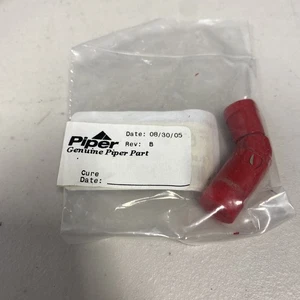 Piper
Date: 08/30/05
Rev: B
Genuine Piper Part
Cure
Date: